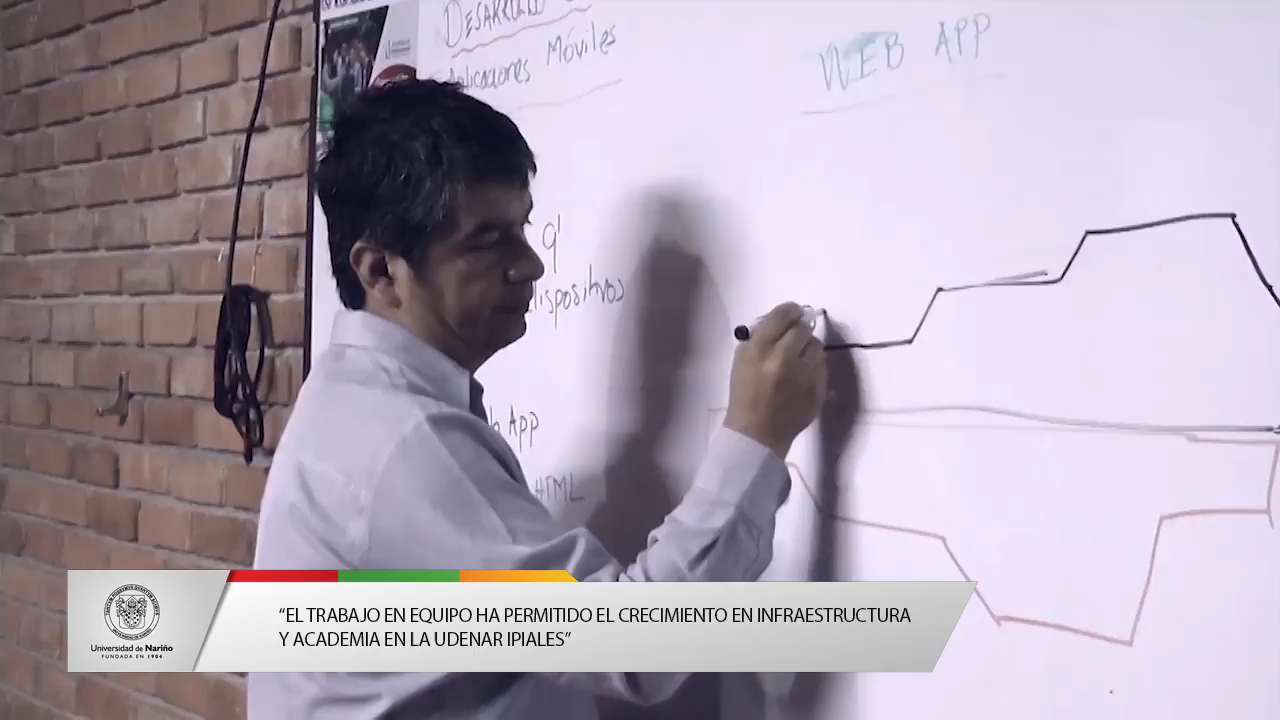 DESARROLLO
Aplicaciones Móviles
WEB APP
q'
dispositivos
App
HTML
Universidad de Nariño
FUNDADA EN 1904
“EL TRABAJO EN EQUIPO HA PERMITIDO EL CRECIMIENTO EN INFRAESTRUCTURA
Y ACADEMIA EN LA UDENAR IPIALES”